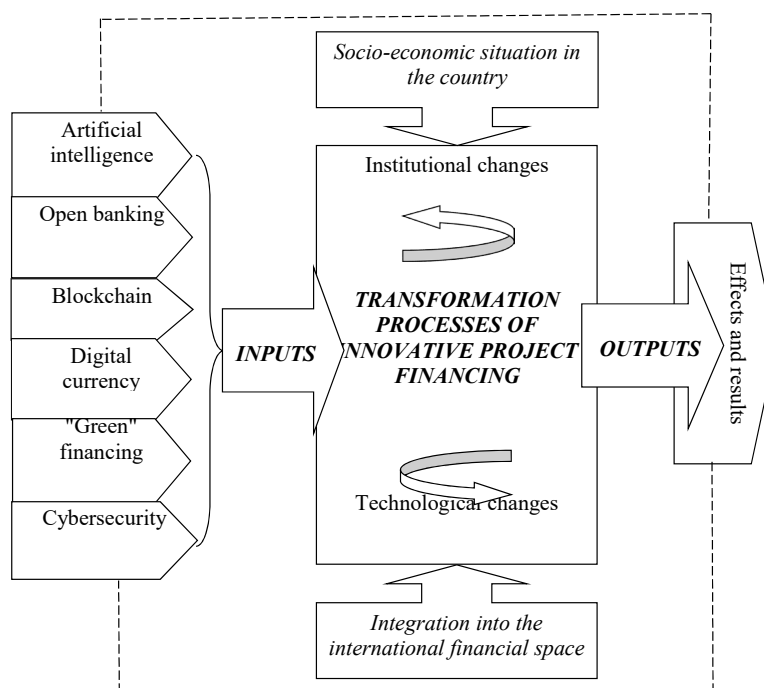 Socio-economic situation in
the country
Artificial
intelligence
Open banking
Blockchain
Digital
currency
"Green"
financing
Cybersecurity
INPUTS
Institutional changes
TRANSFORMATION
PROCESSES OF
INNOVATIVE PROJECT
FINANCING
Technological changes
OUTPUTS
Effects and results
Integration into the
international financial space